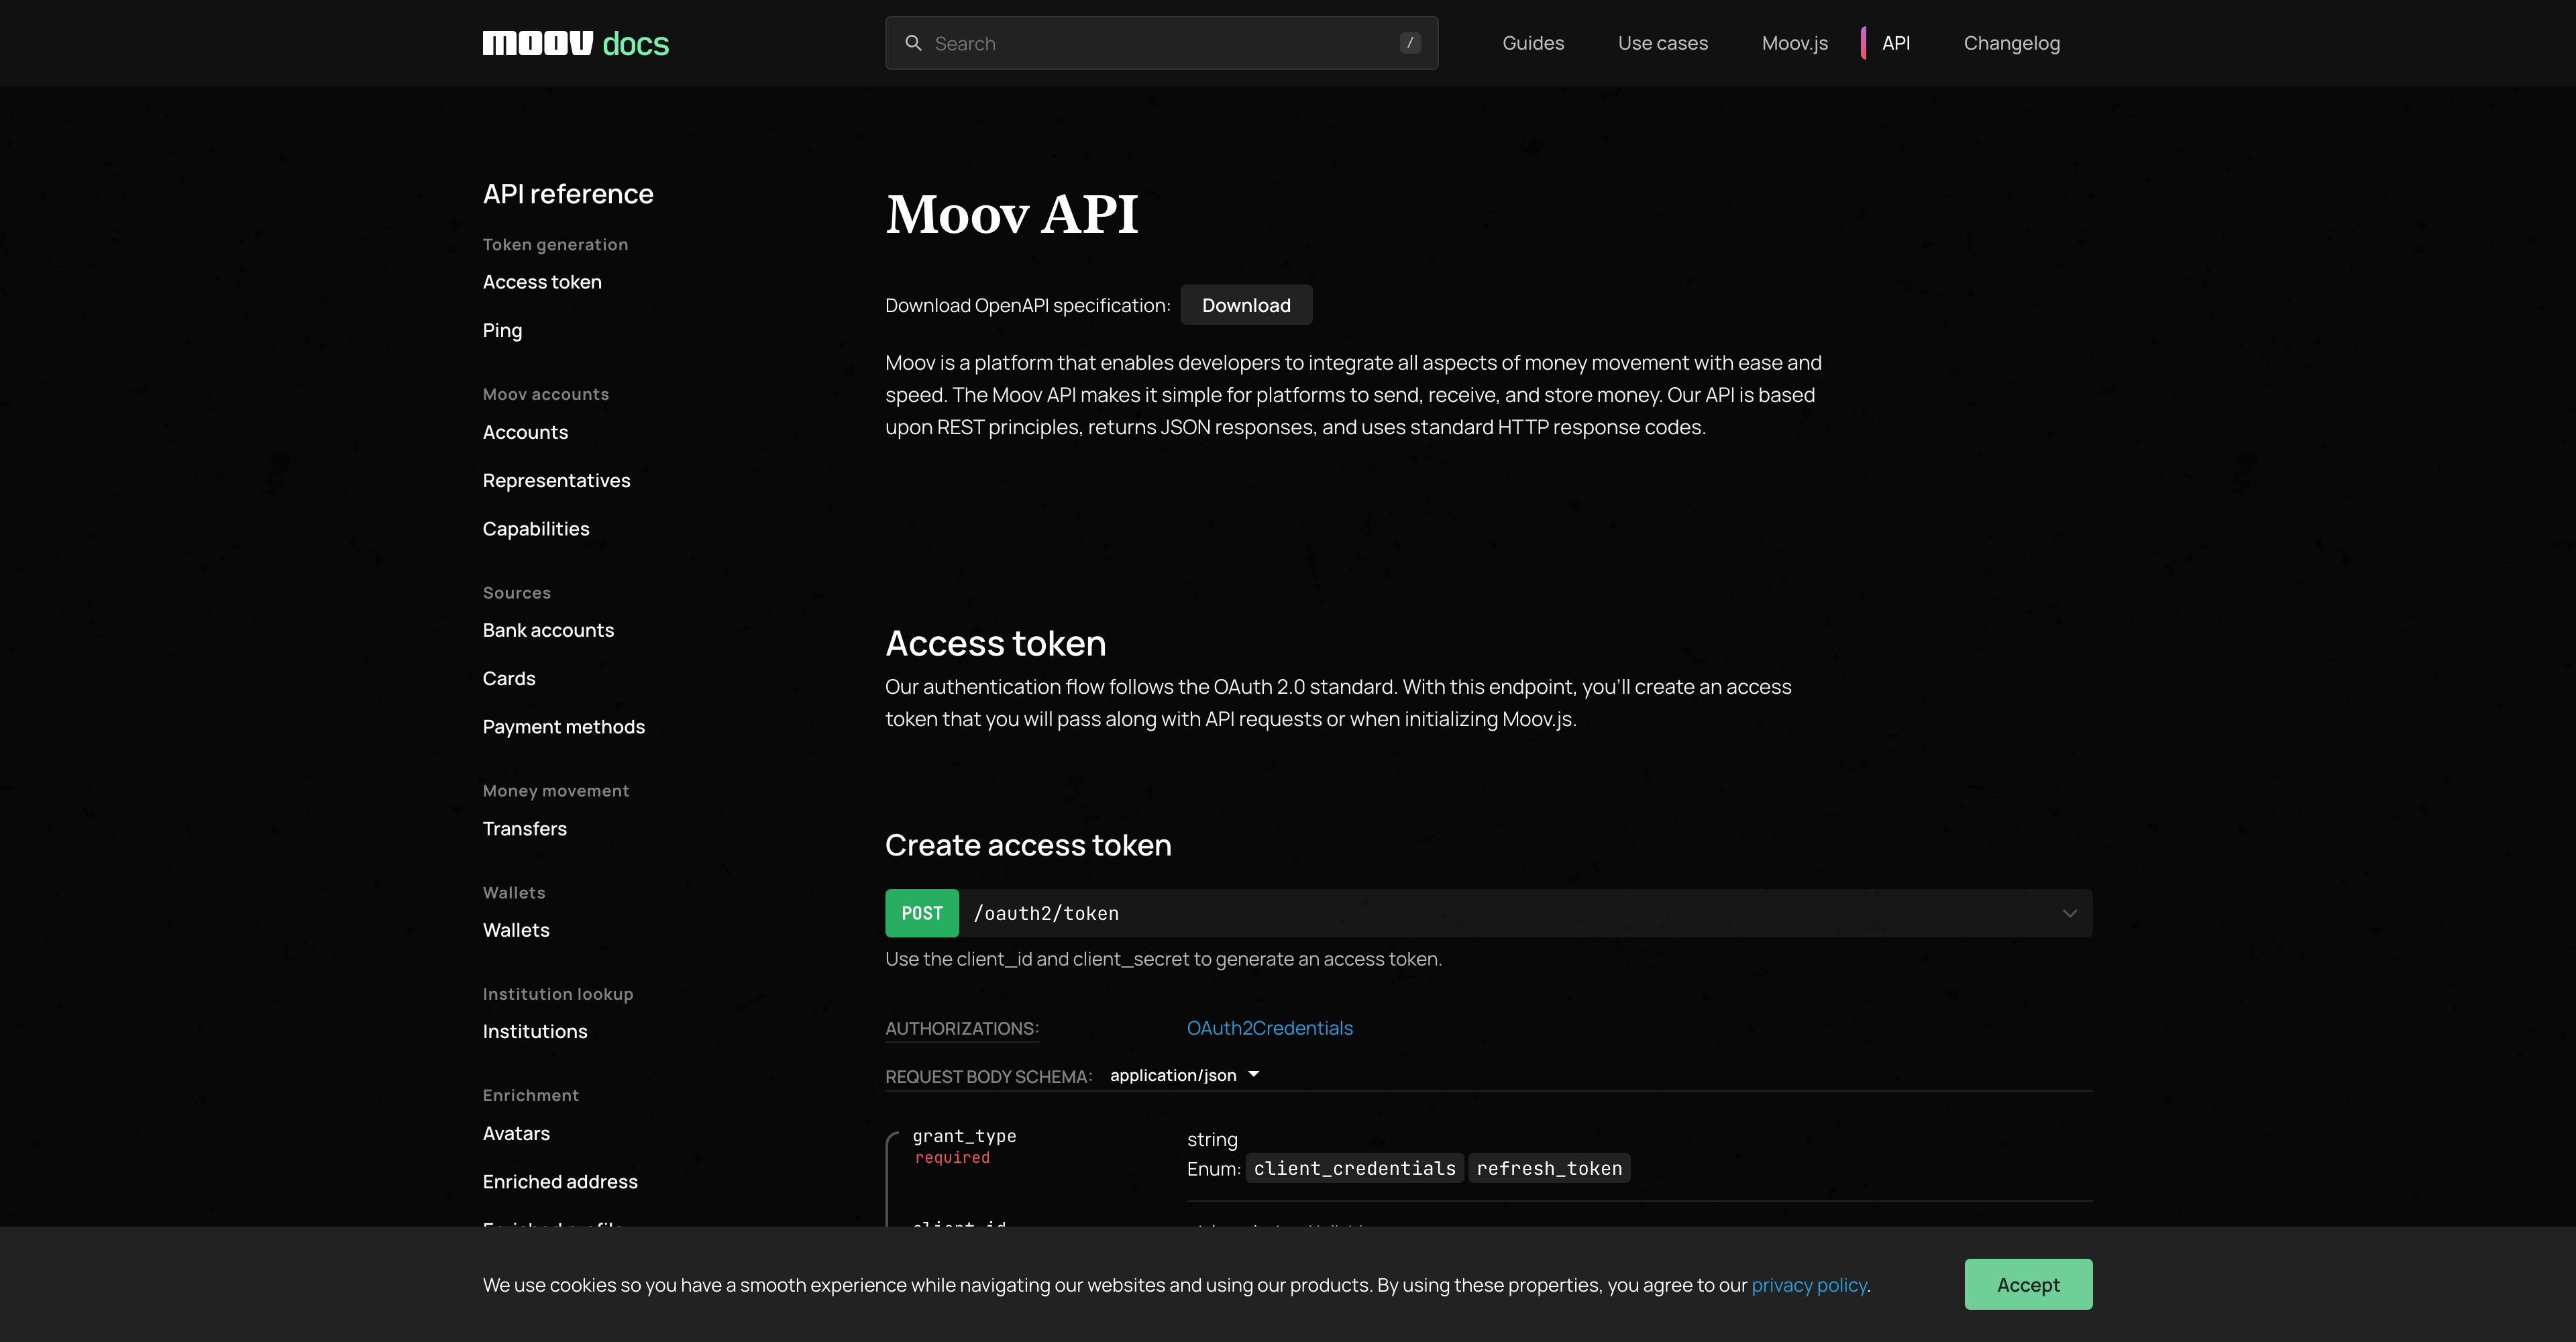 moov docs
Search /
Guides
Use cases
Moov.js
API
Changelog
API reference
Token generation
Access token
Ping
Moov accounts
Accounts
Representatives
Capabilities
Sources
Bank accounts
Cards
Payment methods
Money movement
Transfers
Wallets
Wallets
Institution lookup
Institutions
Enrichment
Avatars
Enriched address
Moov API
Download OpenAPI specification: Download
Moov is a platform that enables developers to integrate all aspects of money movement with ease and
speed. The Moov API makes it simple for platforms to send, receive, and store money. Our API is based
upon REST principles, returns JSON responses, and uses standard HTTP response codes.
Access token
Our authentication flow follows the OAuth 2.0 standard. With this endpoint, you'll create an access
token that you will pass along with API requests or when initializing Moov.js.
Create access token
POST /oauth2/token
Use the client_id and client_secret to generate an access token.
AUTHORIZATIONS: OAuth2Credentials
REQUEST BODY SCHEMA: application/json
grant_type
required
string
Enum: client_credentials refresh_token
We use cookies so you have a smooth experience while navigating our websites and using our products. By using these properties, you agree to our privacy policy.
Accept